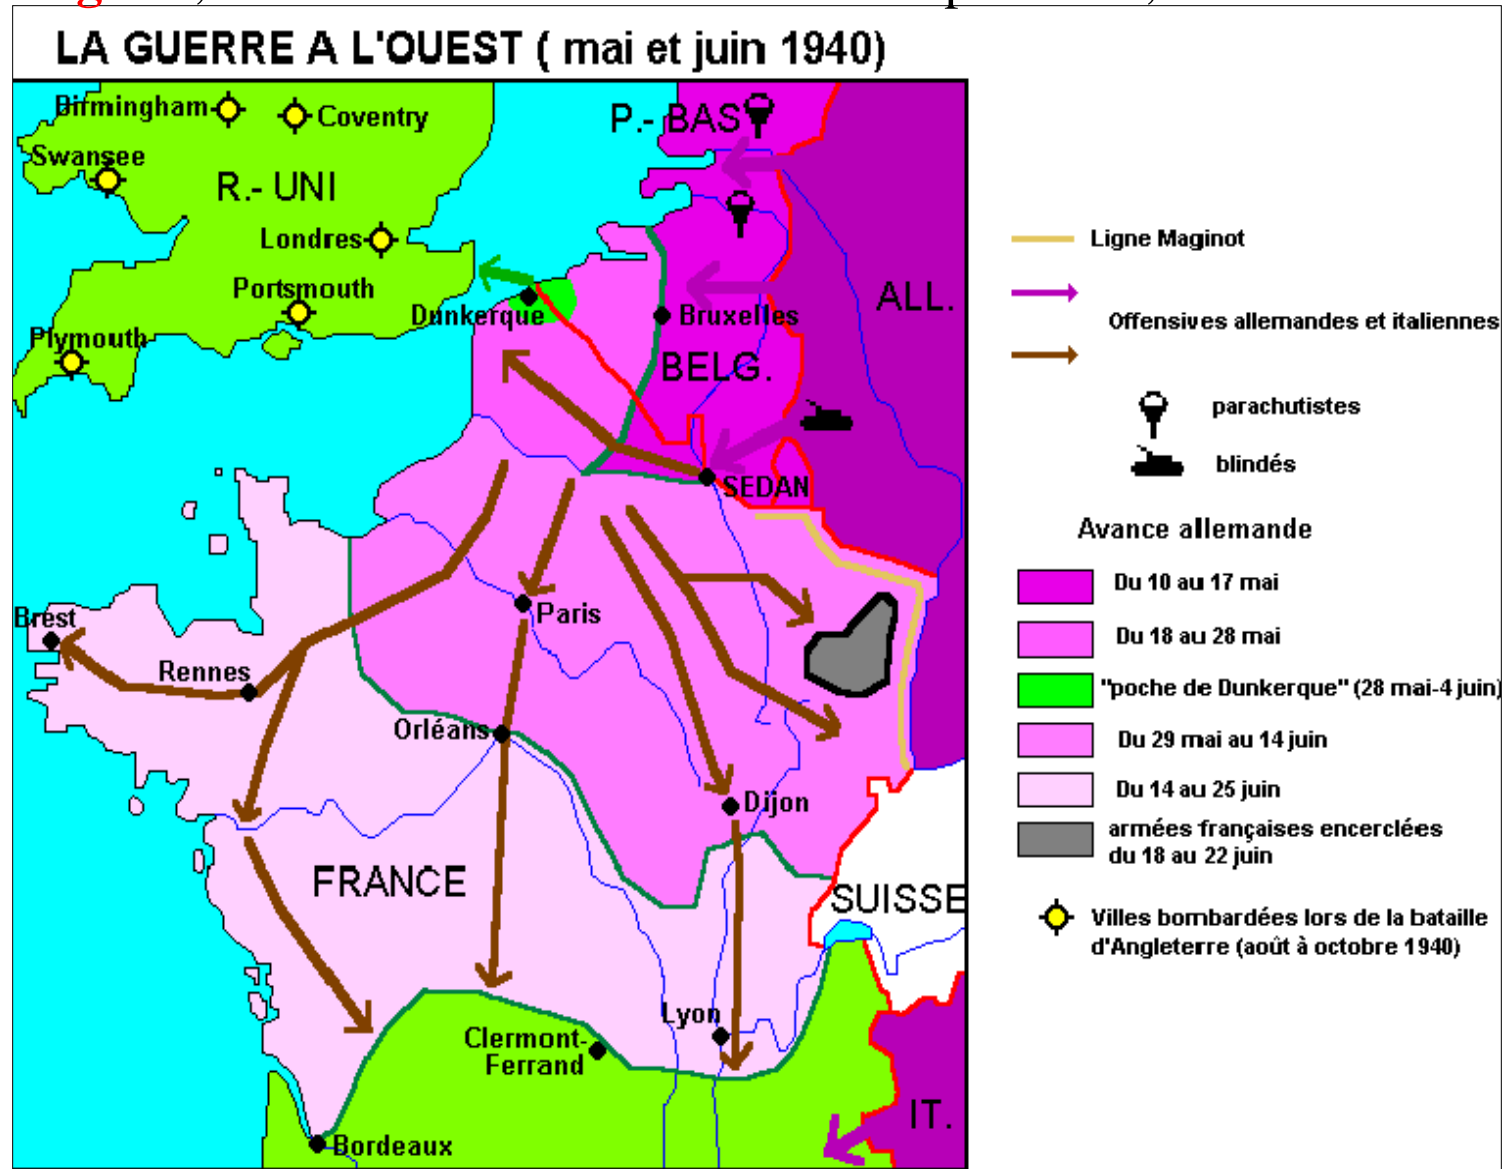 LA GUERRE A L'OUEST ( mai et juin 1940)
Birmingham
Coventry
P.- BAS
Swansee
R.- UNI
Londres
Portsmouth
Plymouth
Dunkerque
Bruxelles
ALL.
BELG.
SEDAN
Brest
Paris
Rennes
Orléans
Dijon
FRANCE
SUISSE
Lyon
Clermont-
Ferrand
IT.
Bordeaux
Ligne Maginot
Offensives allemandes et italiennes
parachutistes
blindés
Avance allemande
Du 10 au 17 mai
Du 18 au 28 mai
"poche de Dunkerque" (28 mai-4 juin)
Du 29 mai au 14 juin
Du 14 au 25 juin
armées françaises encerclées
du 18 au 22 juin
Villes bombardées lors de la bataille
d'Angleterre (août à octobre 1940)